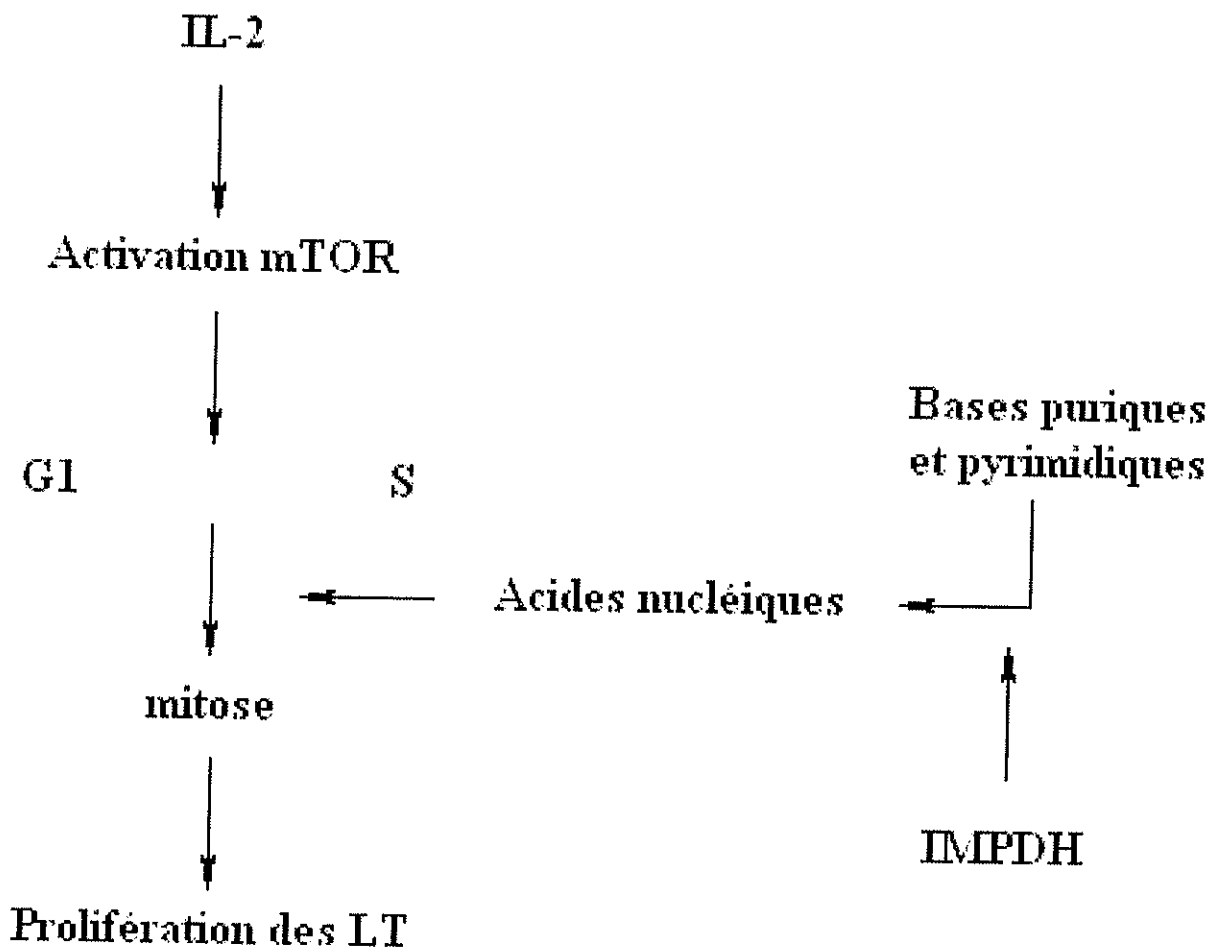 IL-2
Activation mTOR
Bases puriques
et pyrimidiques
G1
S
Acides nucléiques
mitose
IMPDH
Prolifération des LT